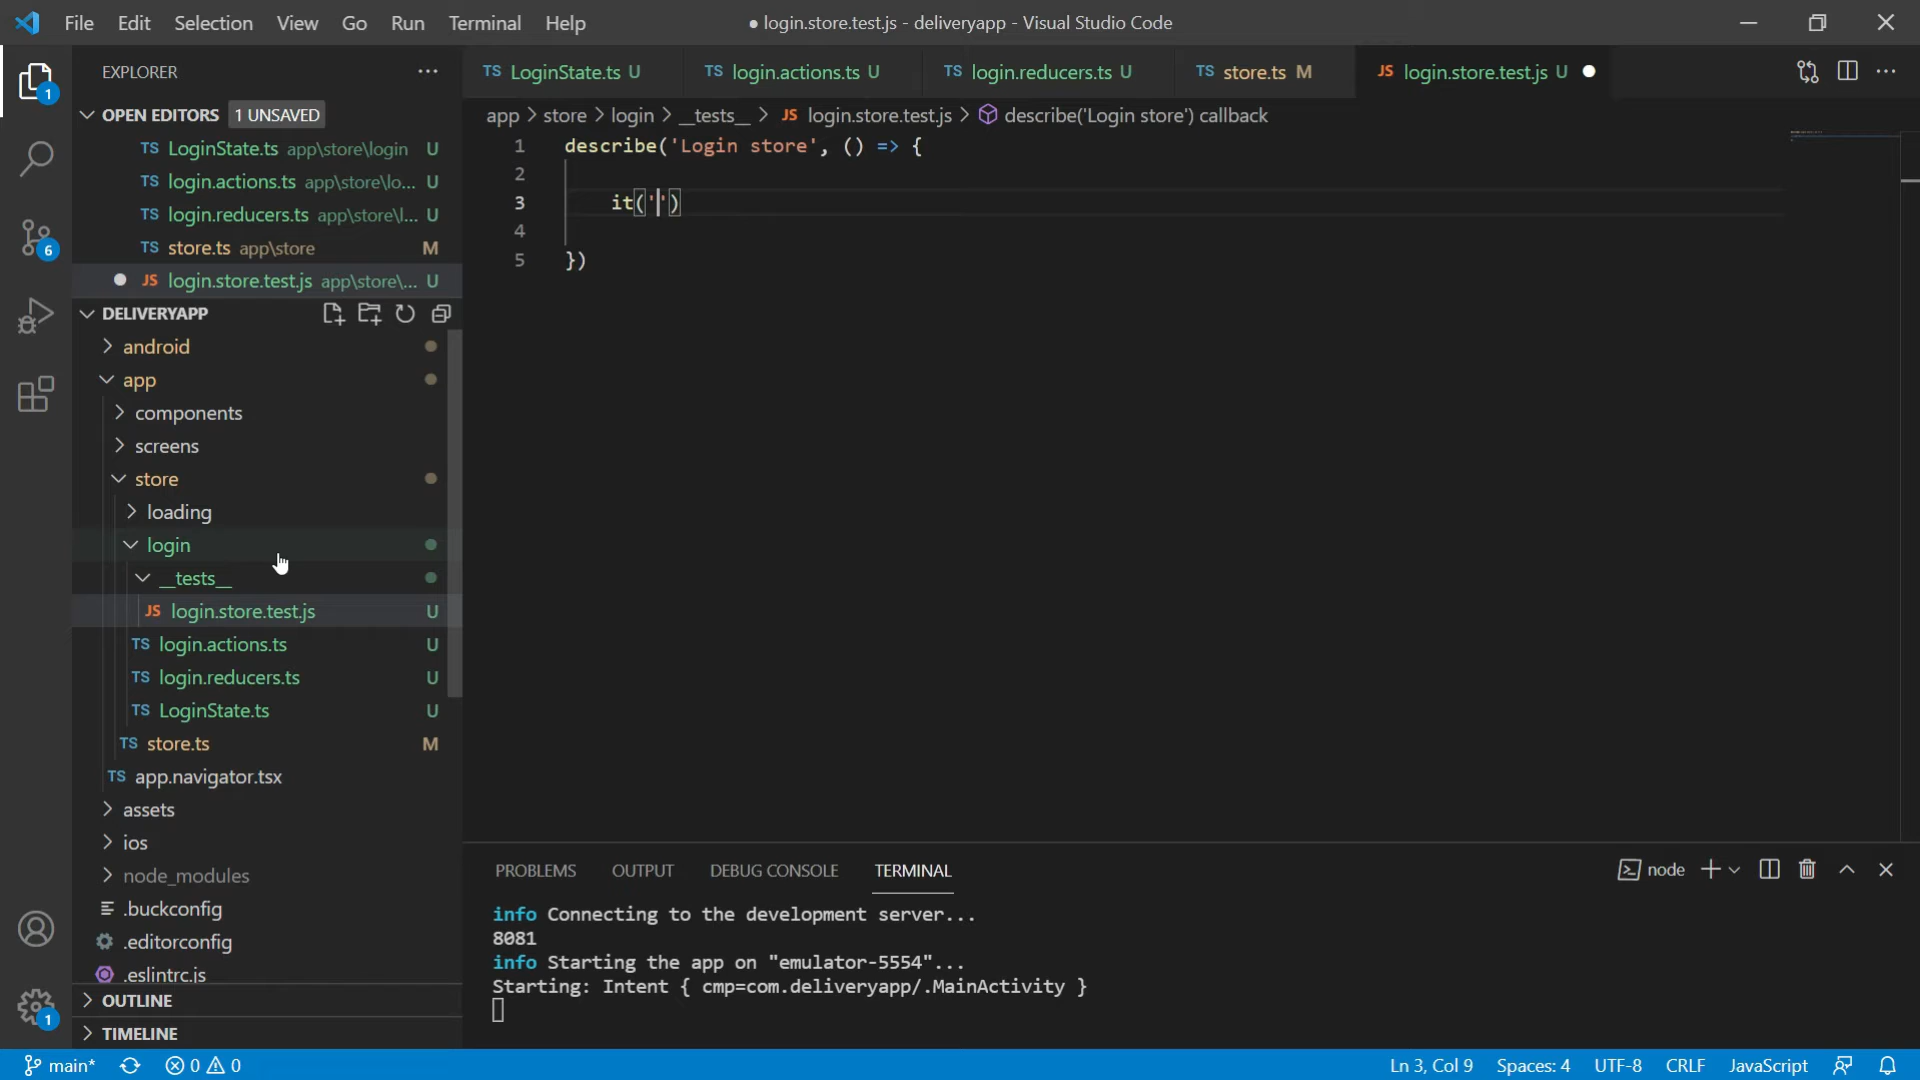 File Edit Selection View Go Run Terminal Help
● login.store.test.js - deliveryapp - Visual Studio Code
EXPLORER
OPEN EDITORS 1 UNSAVED
TS LoginState.ts app\store\login U
TS login.actions.ts app\store\lo... U
TS login.reducers.ts app\store\l... U
TS store.ts app\store M
JS login.store.test.js app\store\... U
DELIVERYAPP
android
app
components
screens
store
loading
login
__tests__
JS login.store.test.js U
TS login.actions.ts U
TS login.reducers.ts U
TS LoginState.ts U
TS store.ts M
TS app.navigator.tsx
assets
ios
node_modules
.buckconfig
.editorconfig
.eslintrc.js
OUTLINE
TIMELINE
1
6
1
TS LoginState.ts U
TS login.actions.ts U
TS login.reducers.ts U
TS store.ts M
JS login.store.test.js U
app > store > login > __tests__ > JS login.store.test.js > describe('Login store') callback
1 describe('Login store', () => {
2
3 it('')
4
5 })
PROBLEMS OUTPUT DEBUG CONSOLE TERMINAL
node
info Connecting to the development server...
8081
info Starting the app on "emulator-5554"...
Starting: Intent { cmp=com.deliveryapp/.MainActivity }
main* 0 0
Ln 3, Col 9 Spaces: 4 UTF-8 CRLF JavaScript